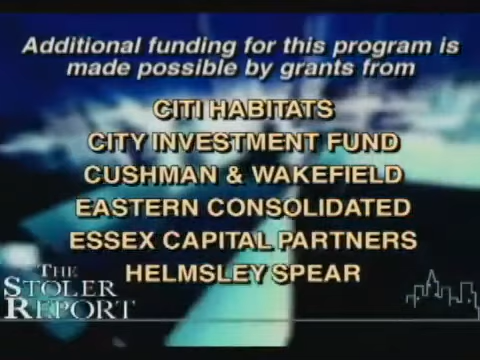 Additional funding for this program is
made possible by grants from
CITI HABITATS
CITY INVESTMENT FUND
CUSHMAN & WAKEFIELD
EASTERN CONSOLIDATED
ESSEX CAPITAL PARTNERS
HELMSLEY SPEAR
THE
STOLER
REPORT